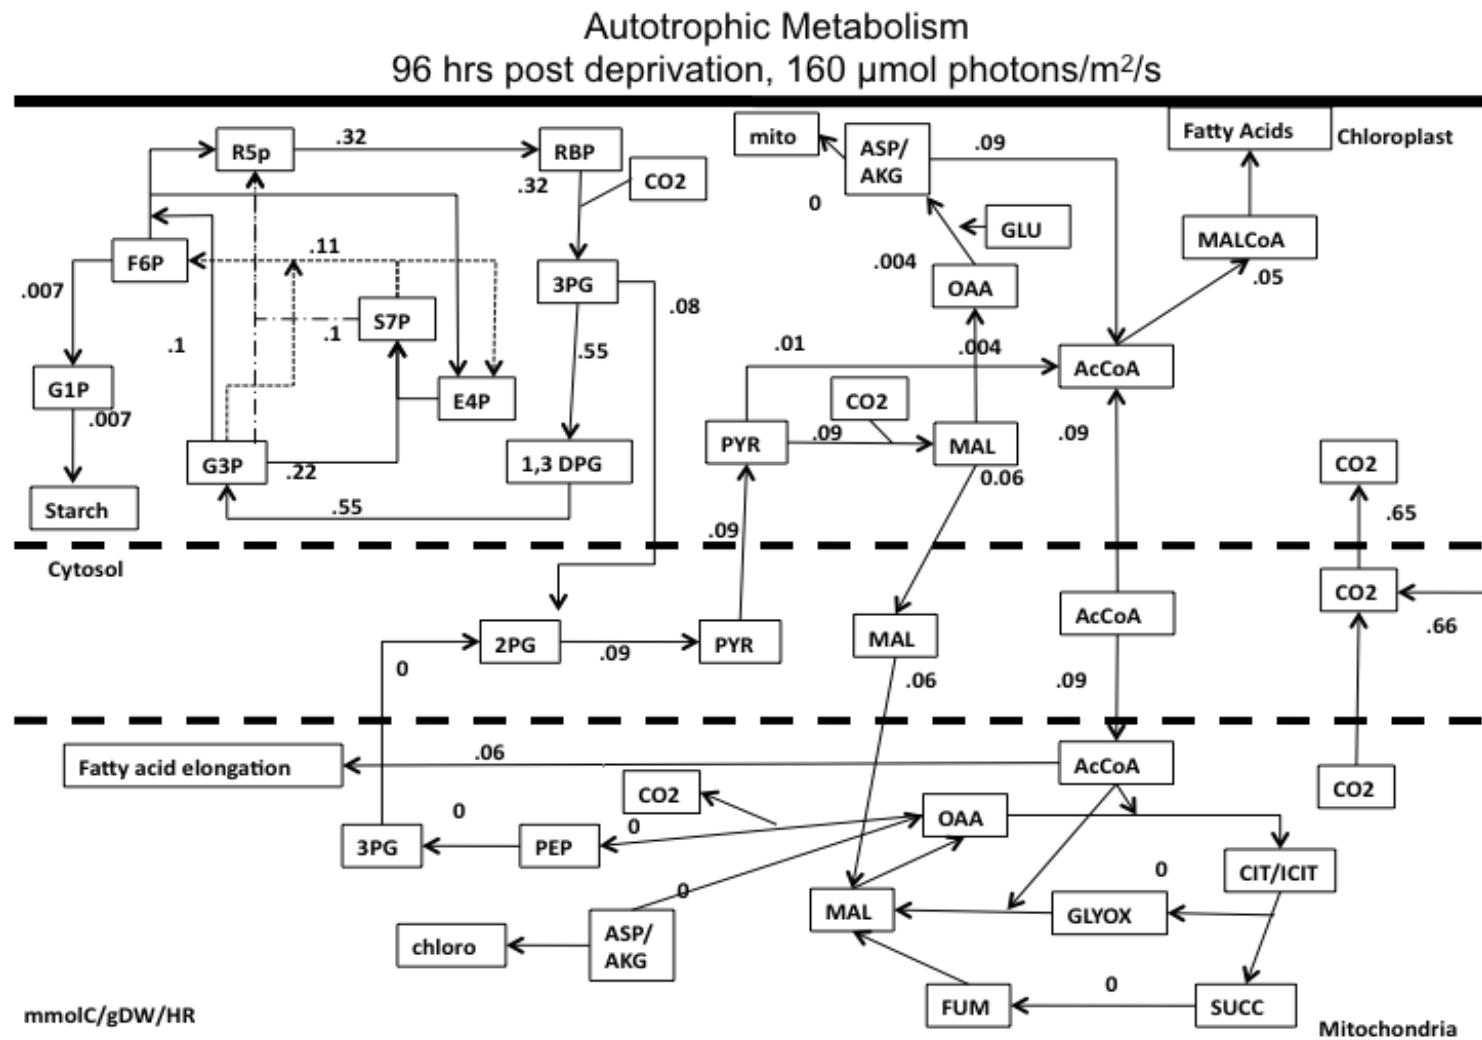 Autotrophic Metabolism
96 hrs post deprivation, 160 µmol photons/m²/s
R5p
.32
RBP
.32
CO2
mito
ASP/
AKG
.09
0
Fatty Acids
Chloroplast
GLU
MALCoA
.004
OAA
.05
F6P
.11
.007
3PG
.08
S7P
.1
.1
.55
.01
.004
AcCoA
G1P
.007
E4P
CO2
PYR
.09
MAL
.09
0.06
G3P
.22
1,3 DPG
CO2
Starch
.55
.65
.09
Cytosol
CO2
.66
AcCoA
2PG
.09
PYR
MAL
0
.06
.09
Fatty acid elongation
.06
AcCoA
CO2
CO2
OAA
0
0
3PG
PEP
0
CIT/ICIT
0
MAL
GLYOX
chloro
ASP/
AKG
0
FUM
SUCC
mmolC/gDW/HR
Mitochondria